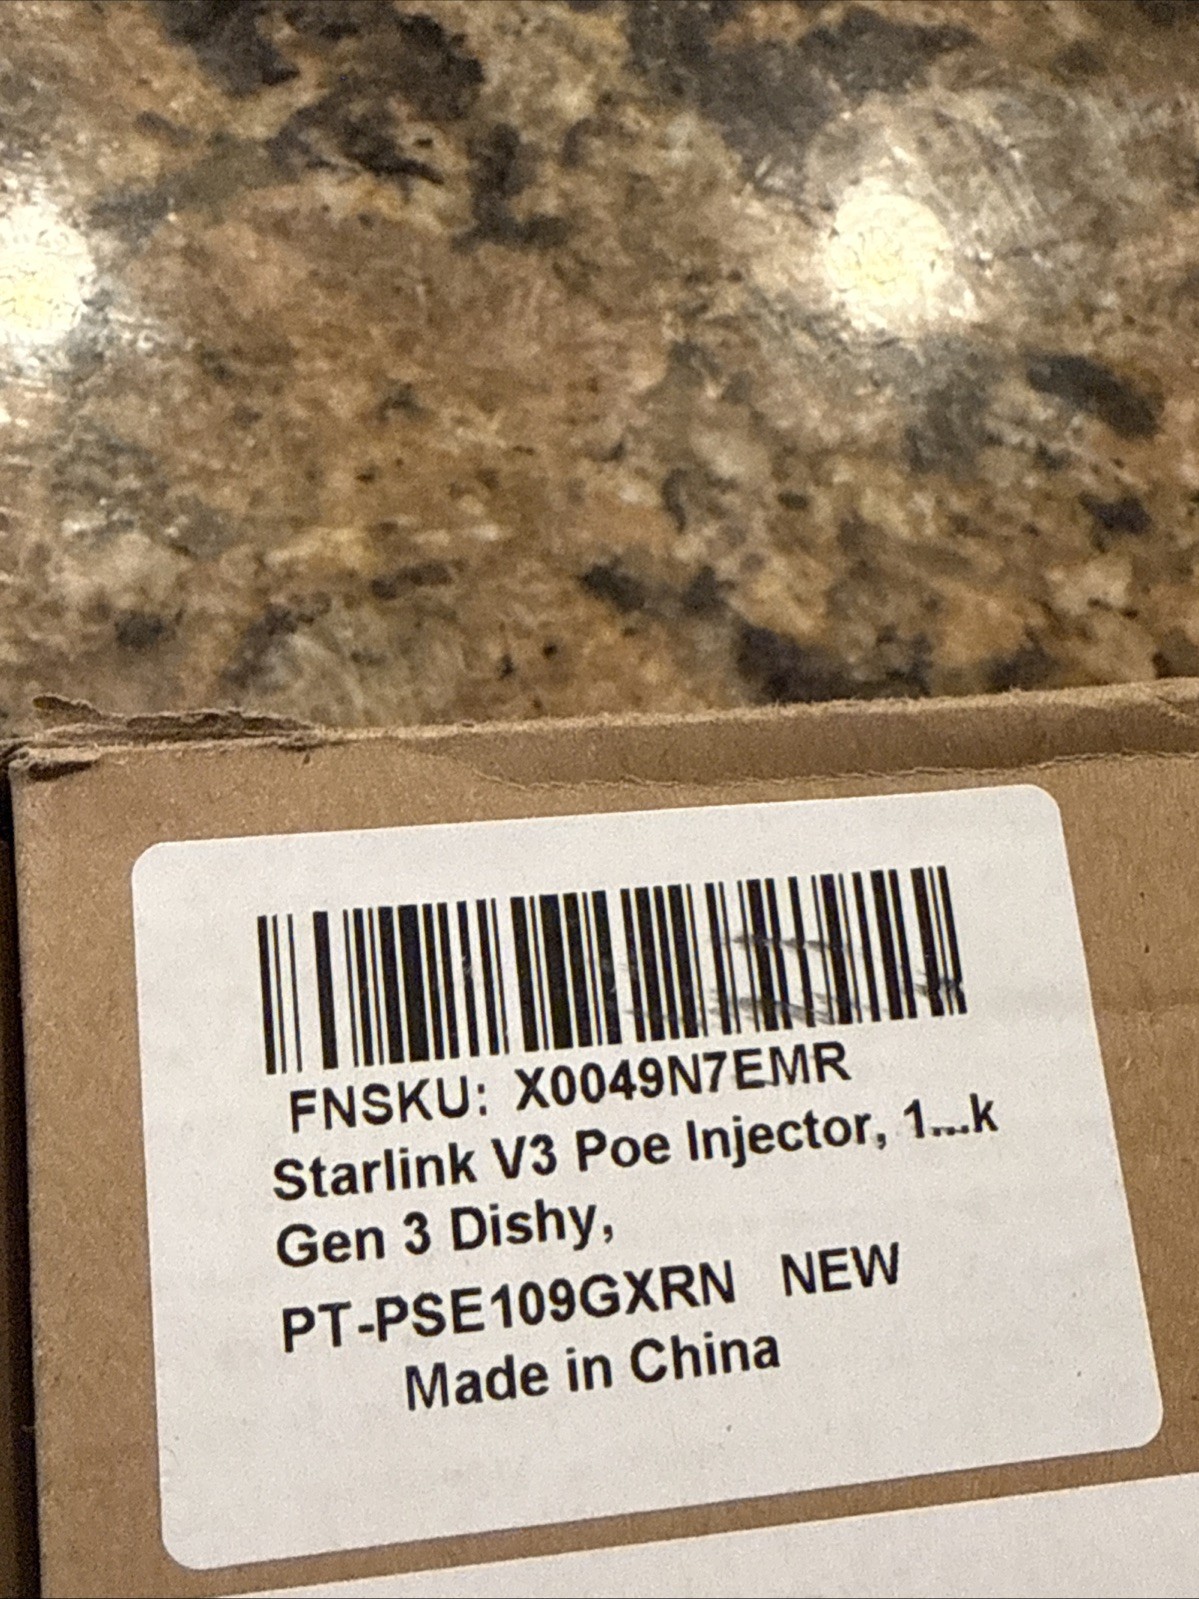 FNSKU: X0049N7EMR
Starlink V3 Poe Injector, 1...k
Gen 3 Dishy,
PT-PSE109GXRN NEW
Made in China